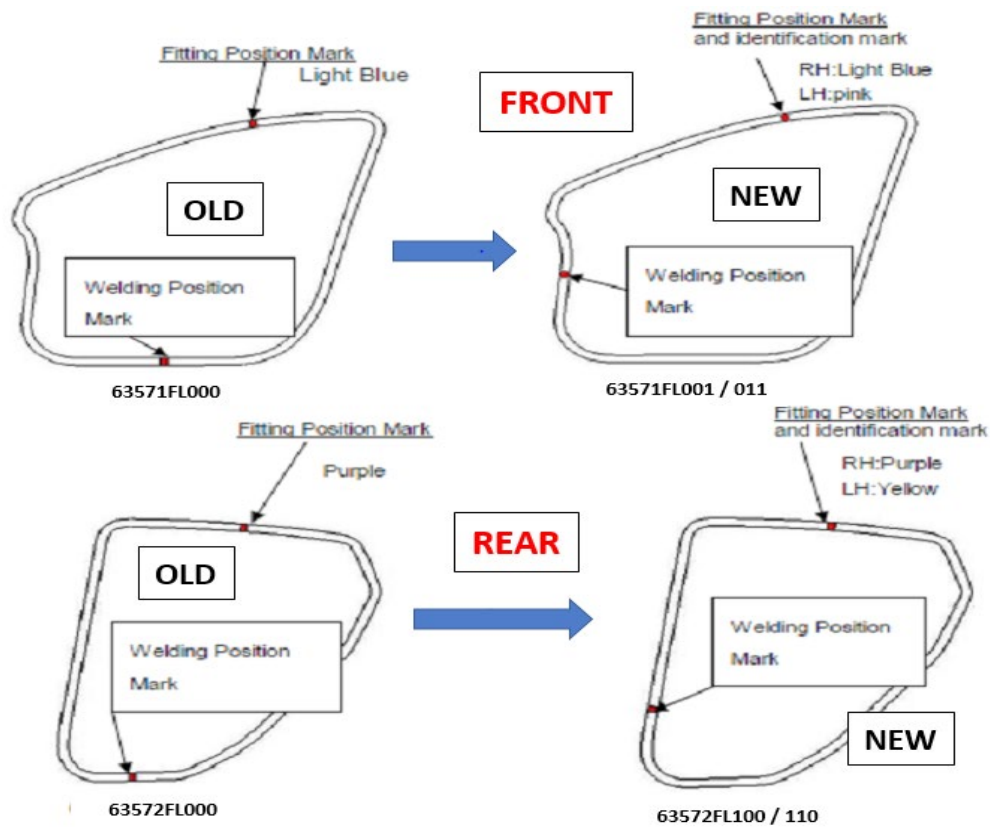 Fitting Position Mark
Light Blue
OLD
Welding Position
Mark
63571FL000
FRONT
Fitting Position Mark
and identification mark
RH:Light Blue
LH:pink
NEW
Welding Position
Mark
63571FL001 / 011
Fitting Position Mark
Purple
OLD
Welding Position
Mark
63572FL000
REAR
Fitting Position Mark
and identification mark
RH:Purple
LH:Yellow
Welding Position
Mark
NEW
63572FL100 / 110